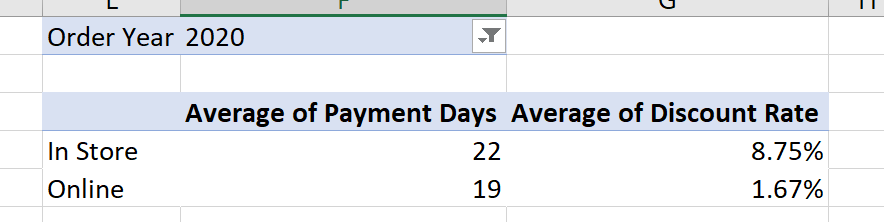 Order Year 2020
Average of Payment Days Average of Discount Rate
In Store 22 8.75%
Online 19 1.67%